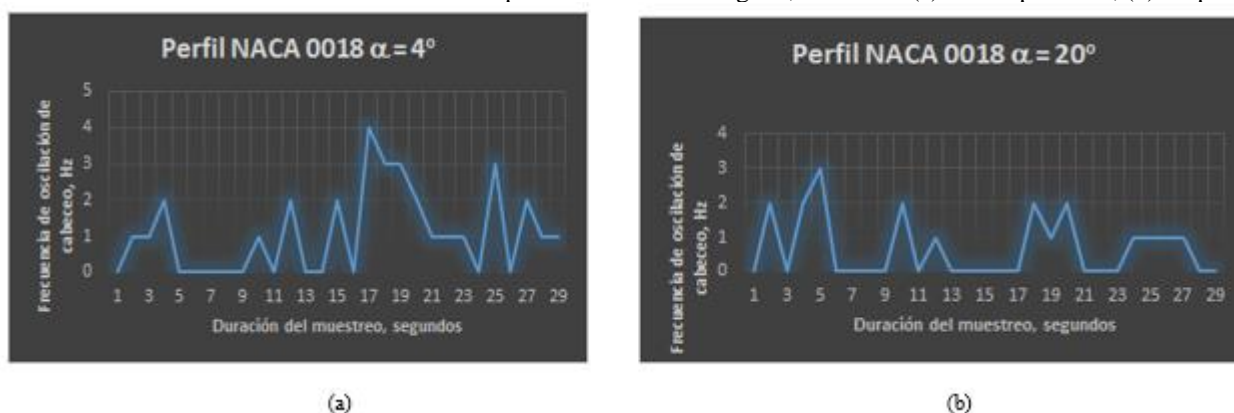 Perfil NACA 0018 α = 4º
Frecuencia de oscilación de
cabeceo, Hz
5
4
3
2
1
0
1 3 5 7 9 11 13 15 17 19 21 23 25 27 29
Duración del muestreo, segundos
(a)
Perfil NACA 0018 α = 20º
Frecuencia de oscilación de
cabeceo, Hz
4
3
2
1
0
1 3 5 7 9 11 13 15 17 19 21 23 25 27 29
Duración del muestreo, segundos
(b)